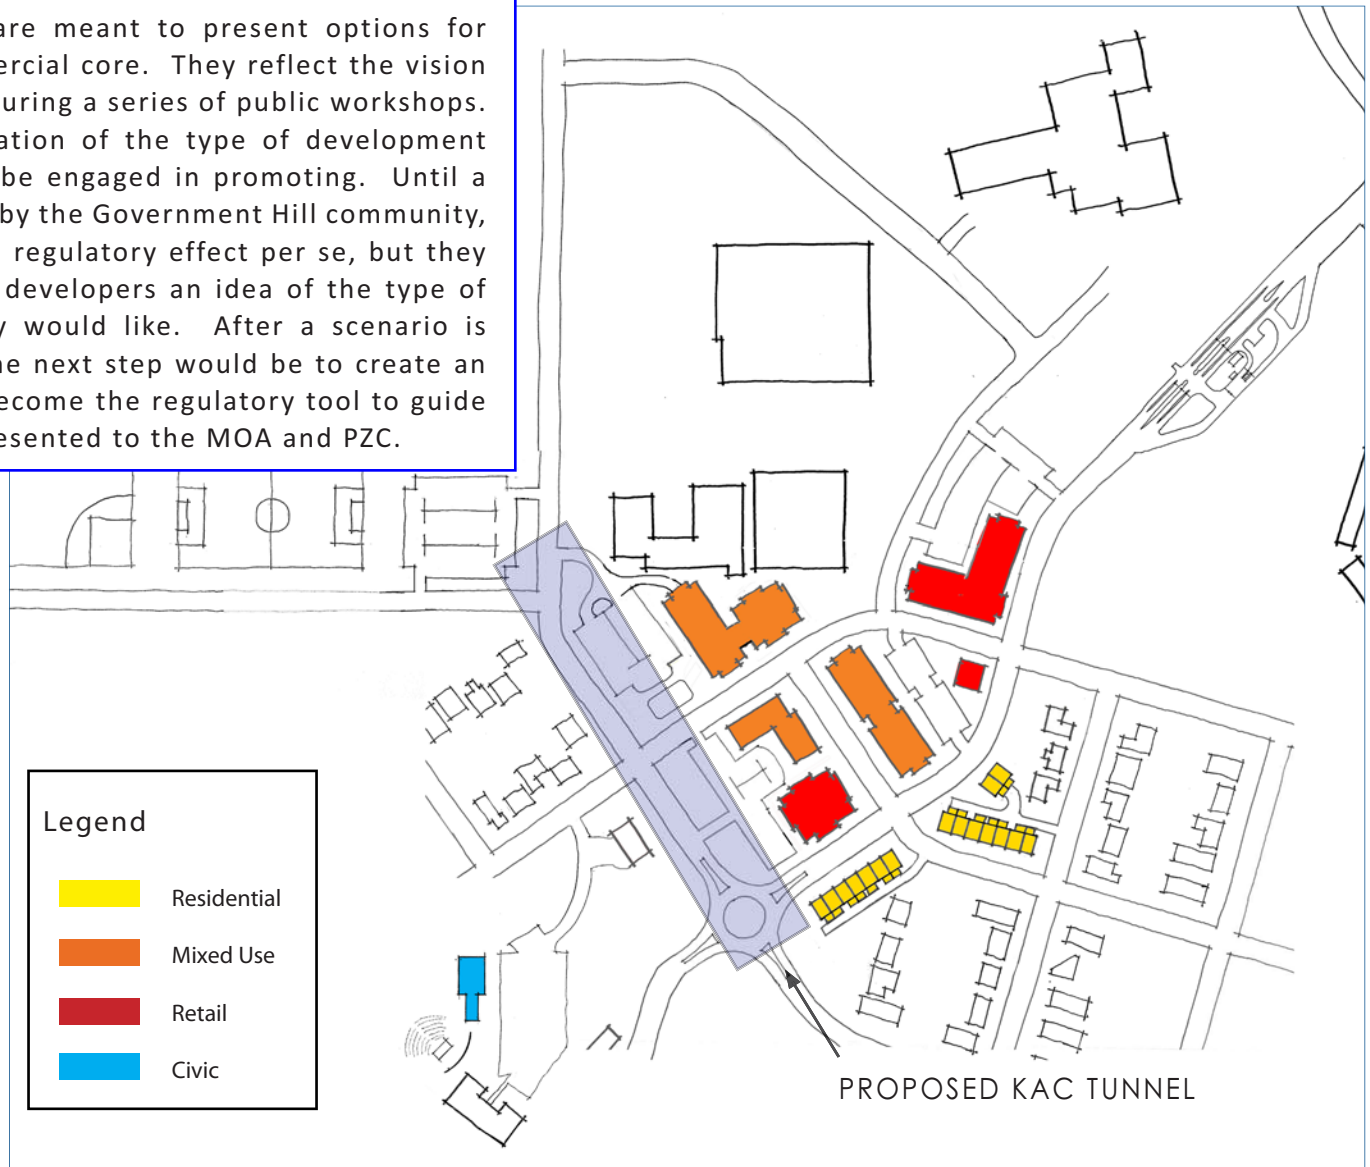 are meant to present options for
ercial core. They reflect the vision
uring a series of public workshops.
ation of the type of development
be engaged in promoting. Until a
by the Government Hill community,
regulatory effect per se, but they
developers an idea of the type of
y would like. After a scenario is
he next step would be to create an
ecome the regulatory tool to guide
esented to the MOA and PZC.
Legend
Residential
Mixed Use
Retail
Civic
PROPOSED KAC TUNNEL